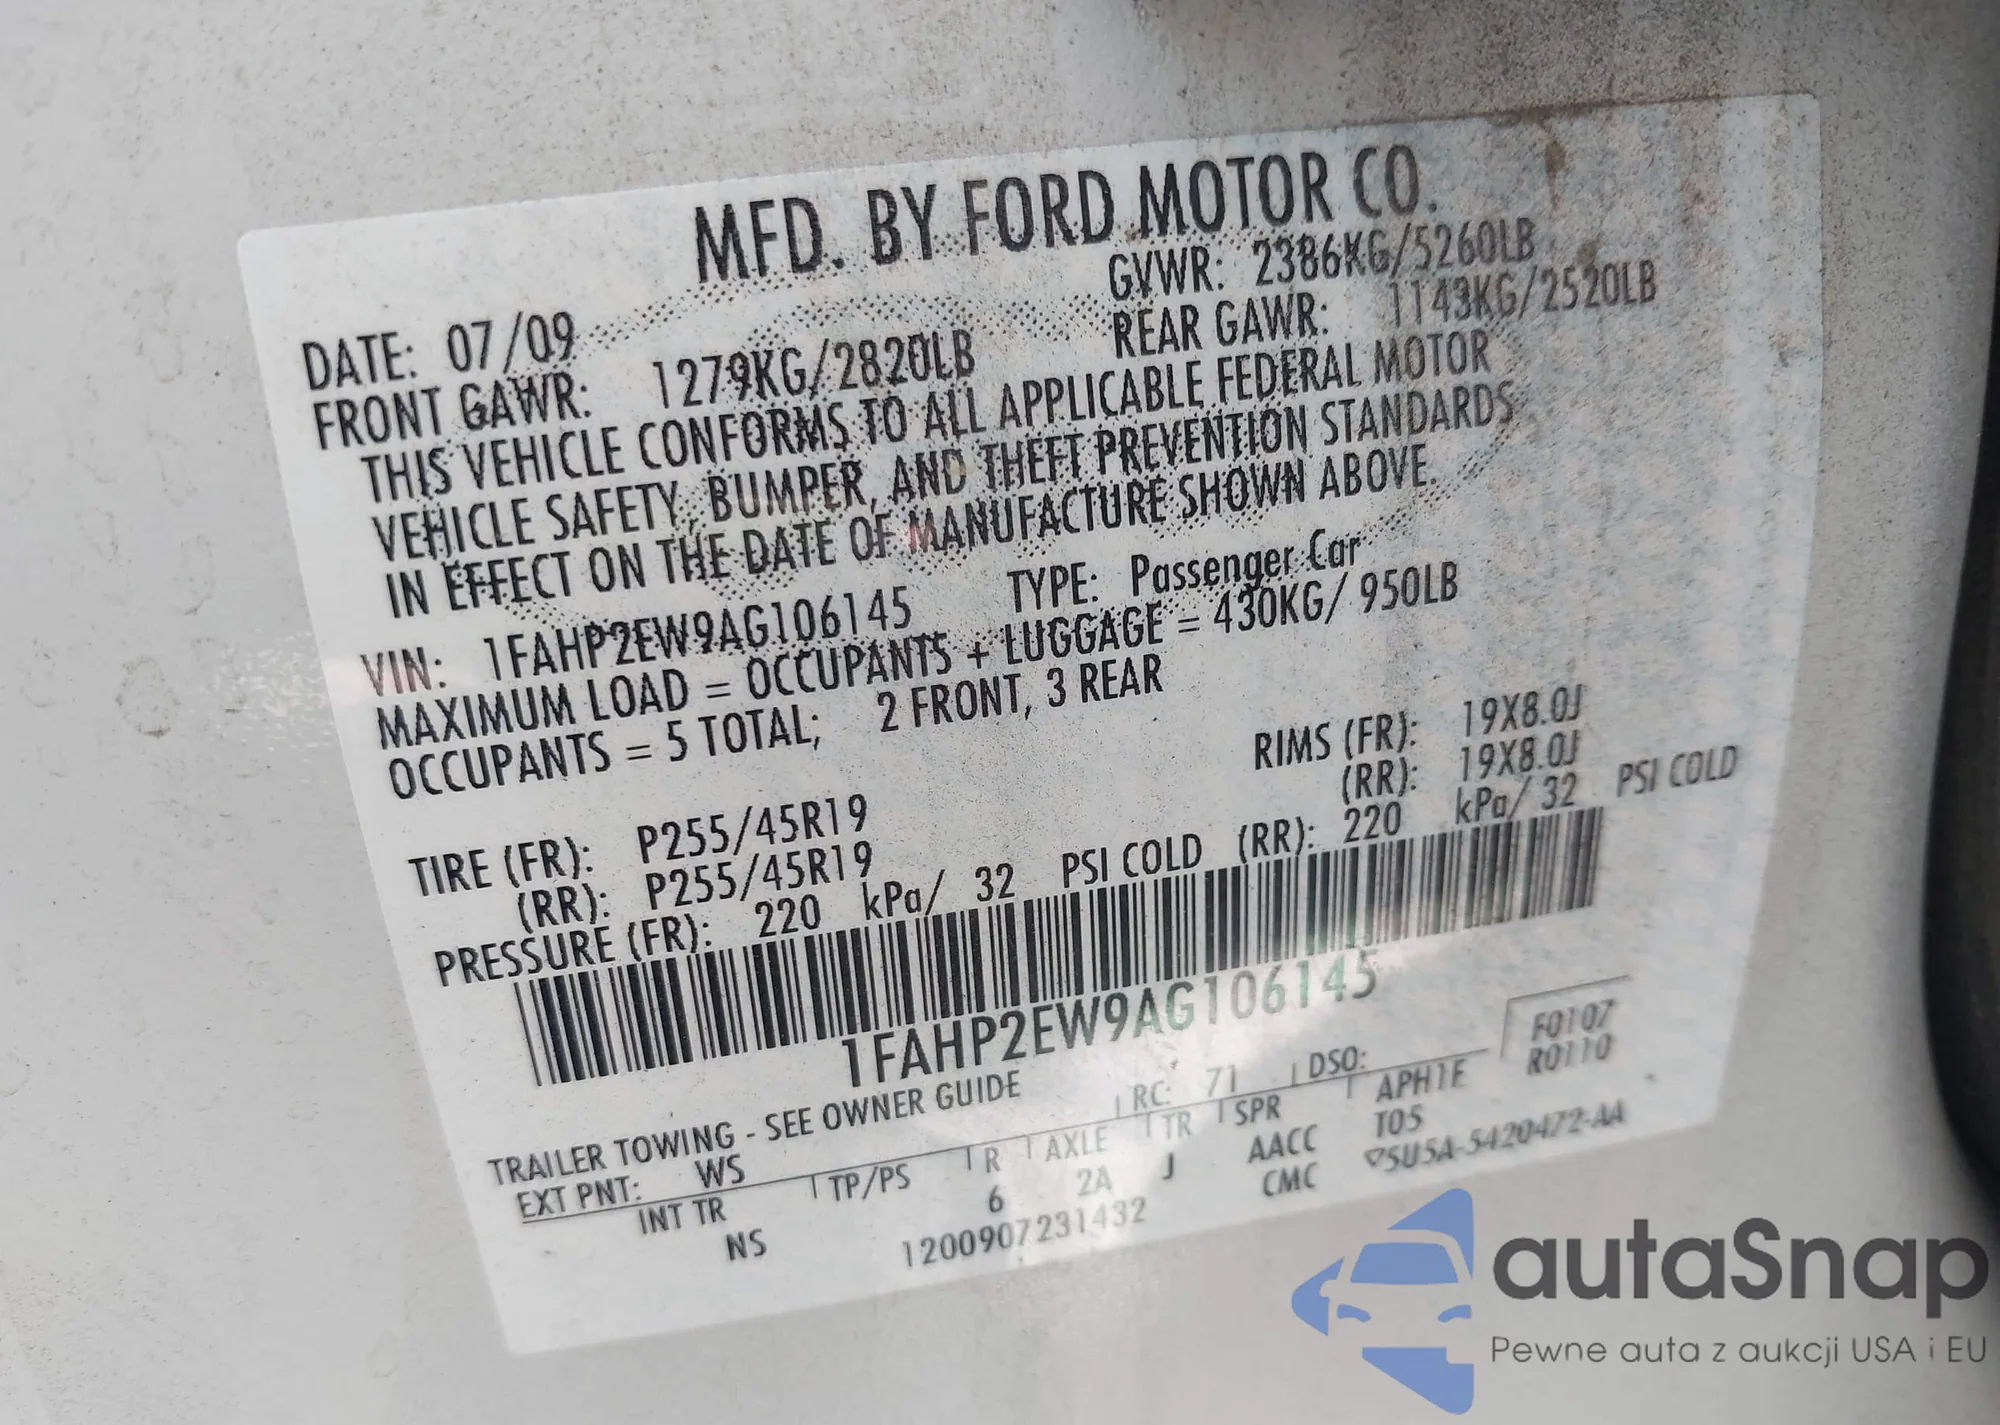 MFD. BY FORD MOTOR CO.
DATE: 07/09 GVWR: 2386KG/5260LB
FRONT GAWR: 1279KG/2820LB REAR GAWR: 1143KG/2520LB
THIS VEHICLE CONFORMS TO ALL APPLICABLE FEDERAL MOTOR
VEHICLE SAFETY, BUMPER, AND THEFT PREVENTION STANDARDS
IN EFFECT ON THE DATE OF MANUFACTURE SHOWN ABOVE.
VIN: 1FAHP2EW9AG106145 TYPE: Passenger Car
MAXIMUM LOAD = OCCUPANTS + LUGGAGE = 430KG/ 950LB
OCCUPANTS = 5 TOTAL; 2 FRONT, 3 REAR
TIRE (FR): P255/45R19 RIMS (FR): 19X8.0J
(RR): P255/45R19 (RR): 19X8.0J
PRESSURE (FR): 220 kPa/ 32 PSI COLD (RR): 220 kPa/ 32 PSI COLD
1FAHP2EW9AG106145
F0107
R0110
TRAILER TOWING - SEE OWNER GUIDE
EXT PNT: WS RC: 71 DSO:
INT TR TP/PS R AXLE TR SPR APH1E
NS 6 2A J AACC T05
1200907231432 CMC ▽5U5A-5420472-AA
autaSnap
Pewne auta z aukcji USA i EU